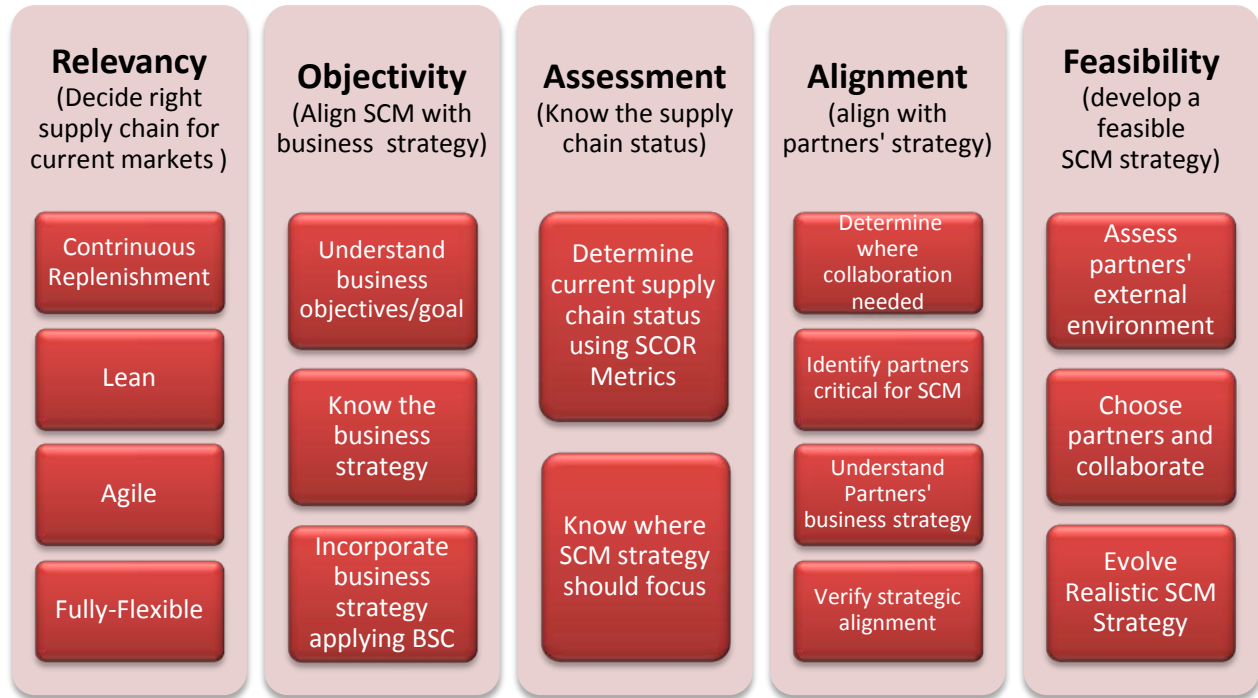 Relevancy
(Decide right
supply chain for
current markets )
Contrinuous
Replenishment
Lean
Agile
Fully-Flexible
Objectivity
(Align SCM with
business strategy)
Understand
business
objectives/goal
Know the
business
strategy
Incorporate
business
strategy
applying BSC
Assessment
(Know the supply
chain status)
Determine
current supply
chain status
using SCOR
Metrics
Know where
SCM strategy
should focus
Alignment
(align with
partners' strategy)
Determine
where
collaboration
needed
Identify partners
critical for SCM
Understand
Partners'
business strategy
Verify strategic
alignment
Feasibility
(develop a
feasible
SCM strategy)
Assess
partners'
external
environment
Choose
partners and
collaborate
Evolve
Realistic SCM
Strategy